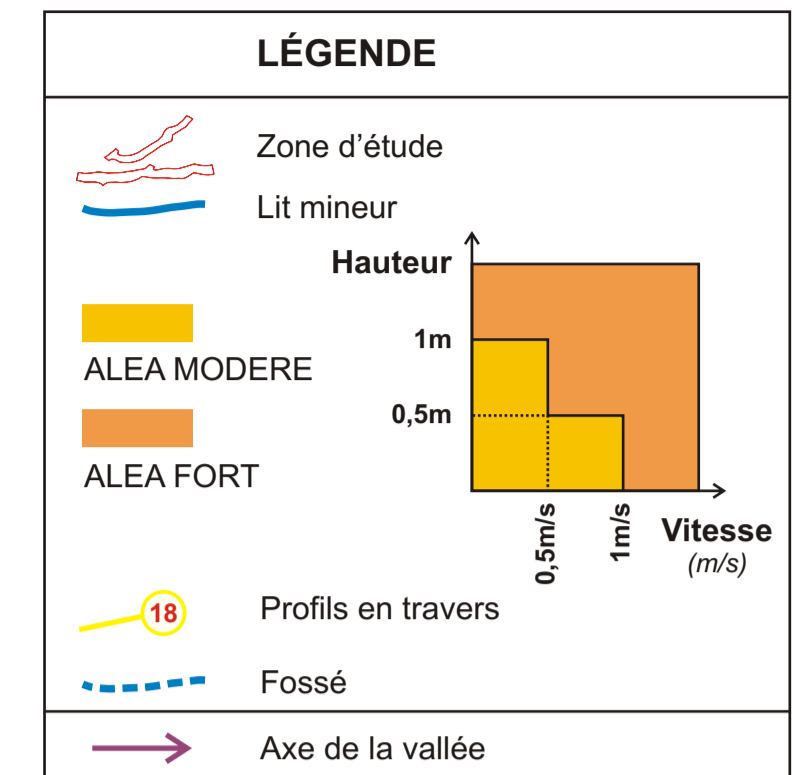 LÉGENDE
Zone d’étude
Lit mineur
Hauteur
1m
ALEA MODERE
0,5m
ALEA FORT
0,5m/s
1m/s
Vitesse
(m/s)
18
Profils en travers
Fossé
Axe de la vallée